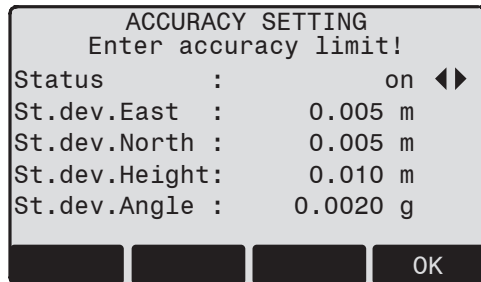 ACCURACY SETTING
Enter accuracy limit!
Status : on
St.dev.East : 0.005 m
St.dev.North : 0.005 m
St.dev.Height: 0.010 m
St.dev.Angle : 0.0020 g
OK